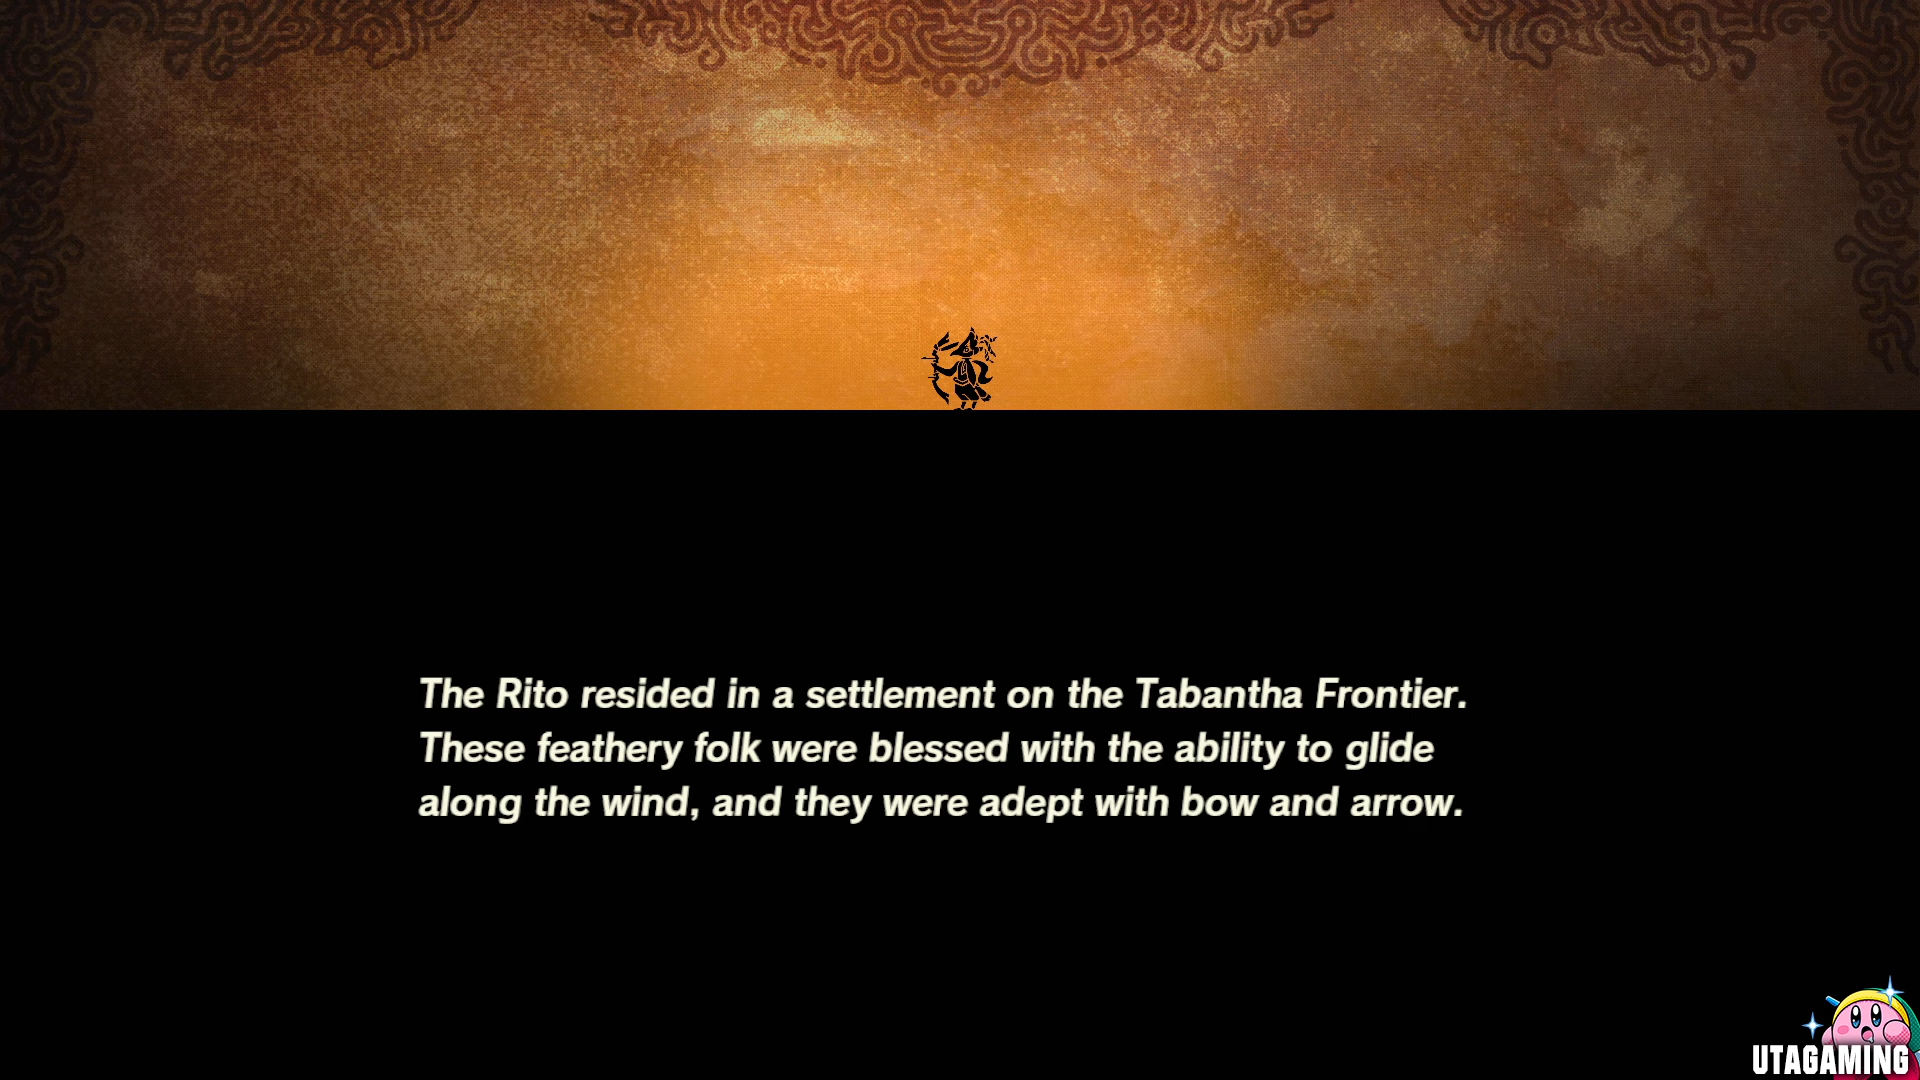 The Rito resided in a settlement on the Tabantha Frontier.
These feathery folk were blessed with the ability to glide
along the wind, and they were adept with bow and arrow.
UTAGAMING